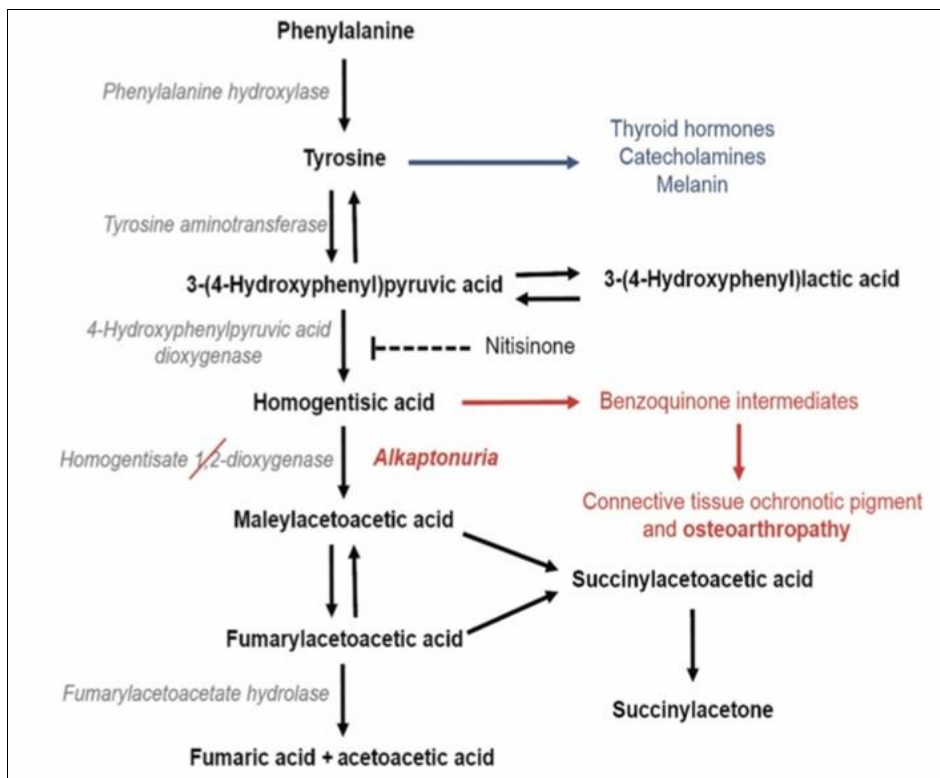 Phenylalanine
Phenylalanine hydroxylase
Tyrosine
Thyroid hormones
Catecholamines
Melanin
Tyrosine aminotransferase
3-(4-Hydroxyphenyl)pyruvic acid
3-(4-Hydroxyphenyl)lactic acid
4-Hydroxyphenylpyruvic acid
dioxygenase
Nitisinone
Homogentisic acid
Benzoquinone intermediates
Homogentisate 1,2-dioxygenase
Alkaptonuria
Connective tissue ochronotic pigment
and osteoarthropathy
Maleylacetoacetic acid
Succinylacetoacetic acid
Fumarylacetoacetic acid
Fumarylacetoacetate hydrolase
Succinylacetone
Fumaric acid + acetoacetic acid